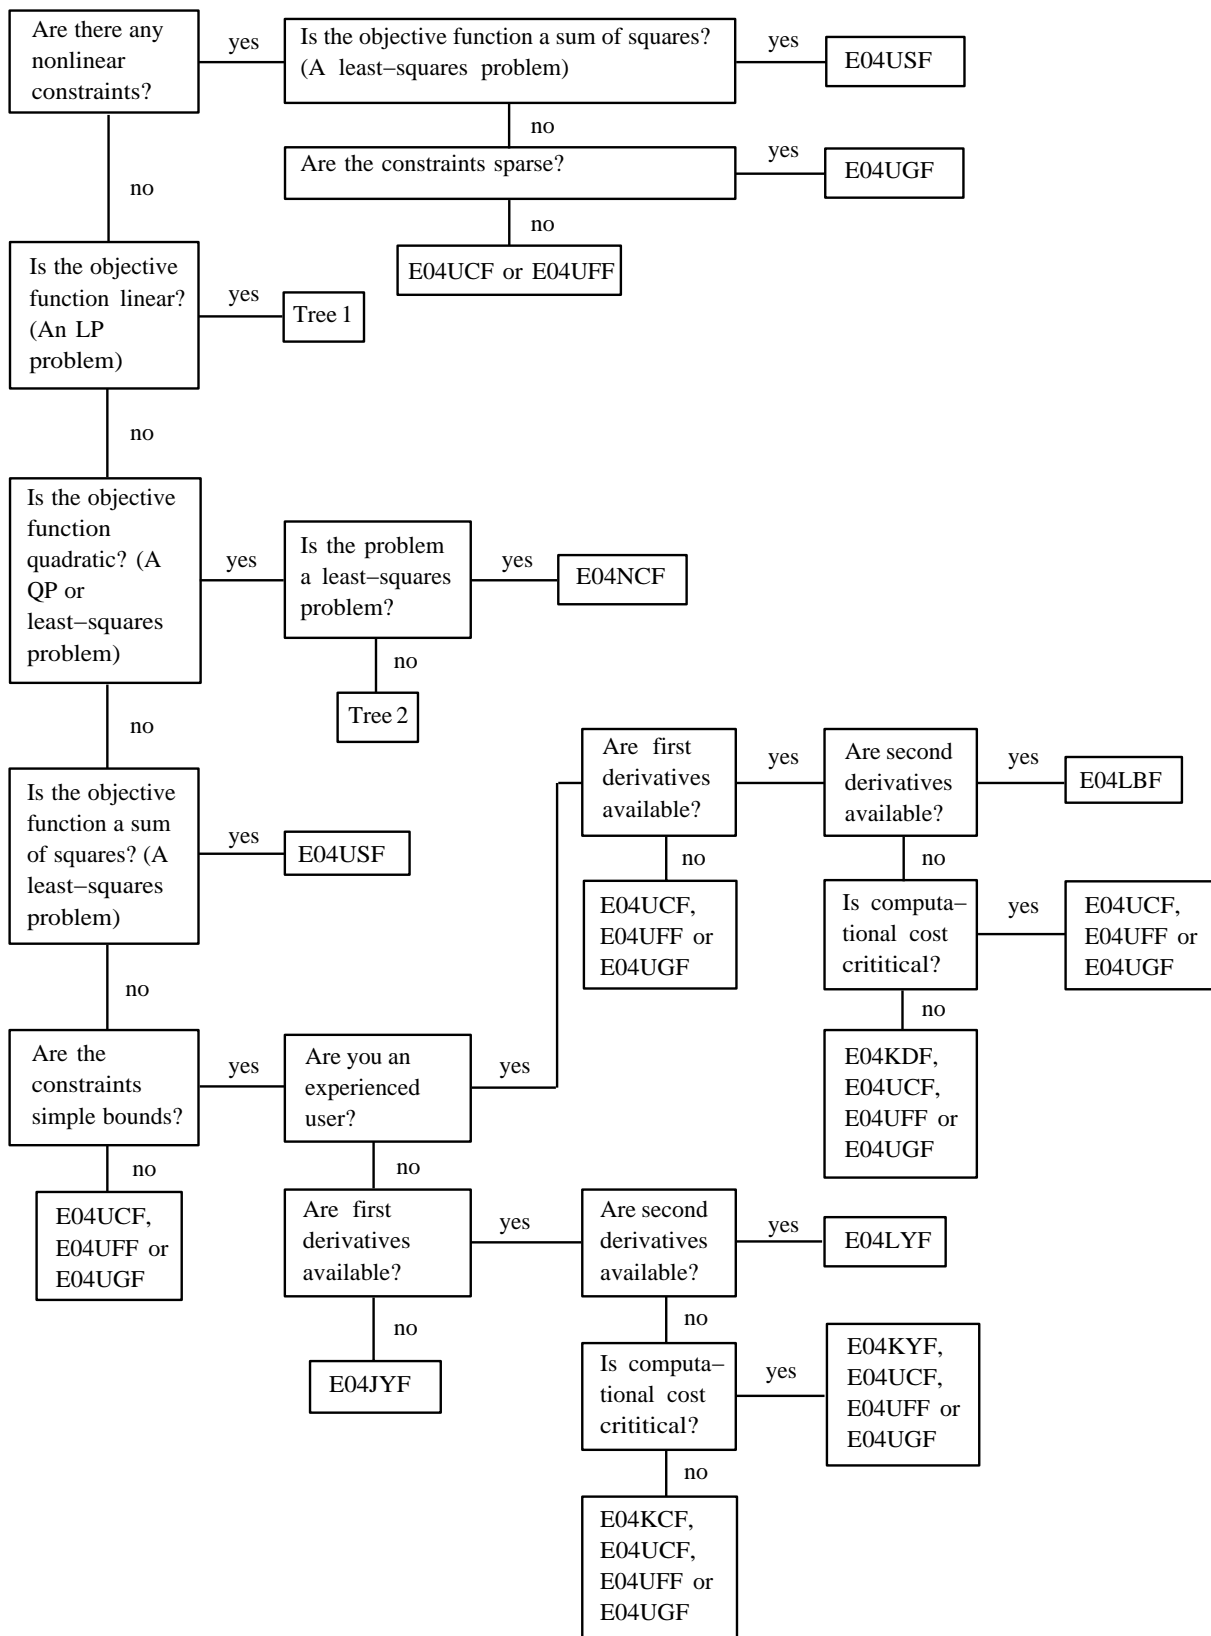 Are there any
nonlinear
constraints?
yes
Is the objective function a sum of squares?
(A least−squares problem)
yes
E04USF
no
Are the constraints sparse?
yes
E04UGF
no
E04UCF or E04UFF
no
Is the objective
function linear?
(An LP
problem)
yes
Tree 1
no
Is the objective
function
quadratic? (A
QP or
least−squares
problem)
yes
Is the problem
a least−squares
problem?
yes
E04NCF
no
Tree 2
no
Is the objective
function a sum
of squares? (A
least−squares
problem)
yes
E04USF
no
Are the
constraints
simple bounds?
yes
Are you an
experienced
user?
yes
Are first
derivatives
available?
yes
Are second
derivatives
available?
yes
E04LBF
no
E04UCF,
E04UFF or
E04UGF
no
Is computa−
tional cost
crititical?
yes
E04UCF,
E04UFF or
E04UGF
no
E04KDF,
E04UCF,
E04UFF or
E04UGF
no
E04UCF,
E04UFF or
E04UGF
no
Are first
derivatives
available?
yes
Are second
derivatives
available?
yes
E04LYF
no
E04JYF
no
Is computa−
tional cost
crititical?
yes
E04KYF,
E04UCF,
E04UFF or
E04UGF
no
E04KCF,
E04UCF,
E04UFF or
E04UGF